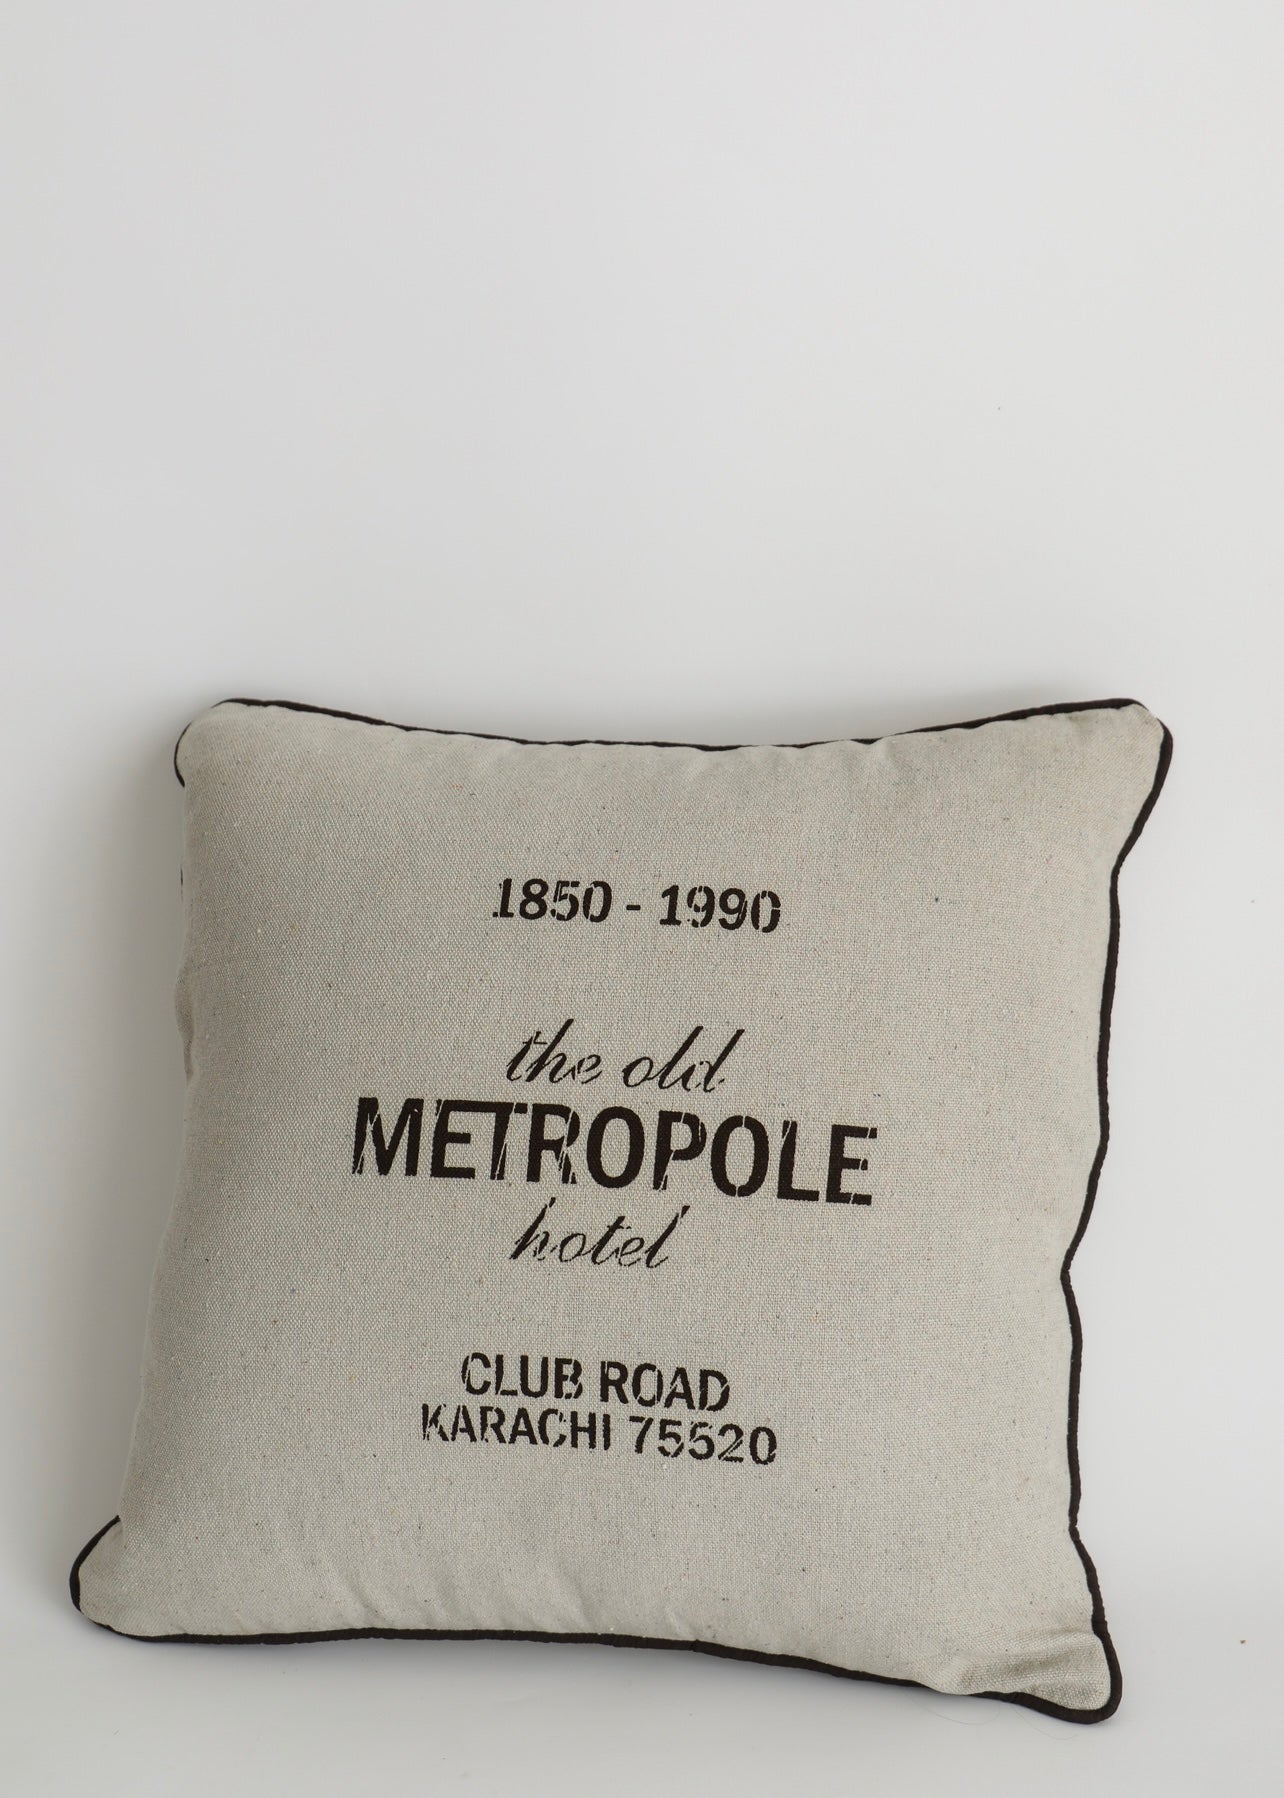 1850 - 1990
the old
METROPOLE
hotel
CLUB ROAD
KARACHI 75520